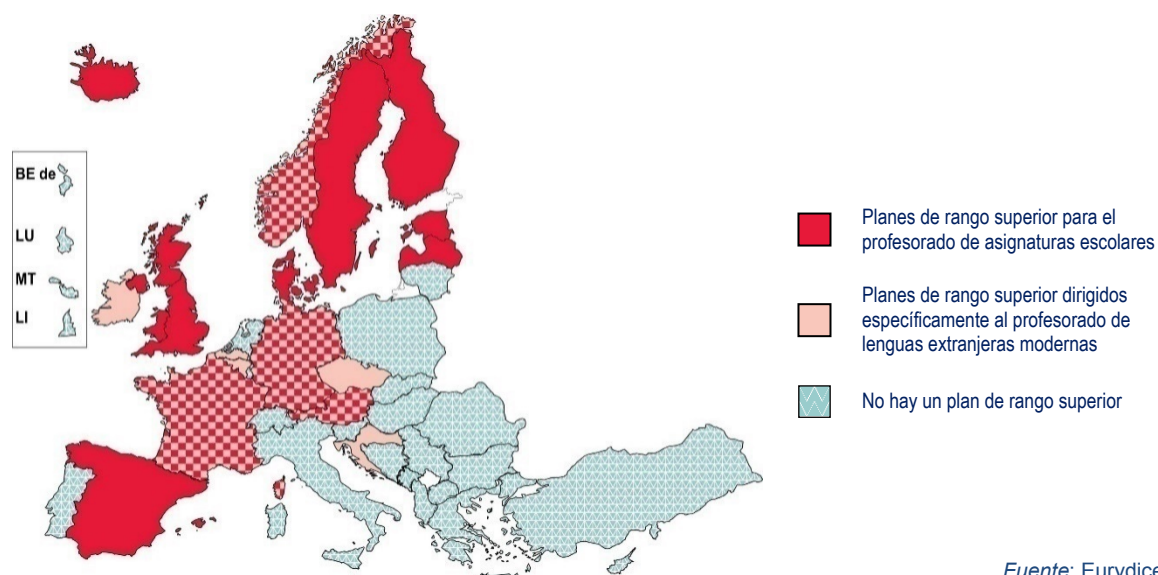 BE de
LU
MT
LI
Planes de rango superior para el
profesorado de asignaturas escolares
Planes de rango superior dirigidos
específicamente al profesorado de
lenguas extranjeras modernas
No hay un plan de rango superior
Fuente: Eurydice